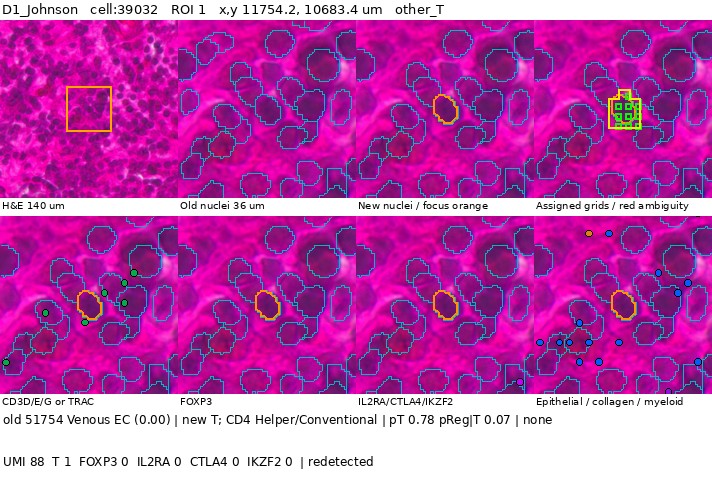 D1_Johnson cell:39032 ROI 1 x,y 11754.2, 10683.4 um other_T
H&E 140 um
Old nuclei 36 um
New nuclei / focus orange
Assigned grids / red ambiguity
CD3D/E/G or TRAC
FOXP3
IL2RA/CTLA4/IKZF2
Epithelial / collagen / myeloid
old 51754 Venous EC (0.00) | new T; CD4 Helper/Conventional | pT 0.78 pReg|T 0.07 | none
UMI 88 T 1 FOXP3 0 IL2RA 0 CTLA4 0 IKZF2 0 | redetected